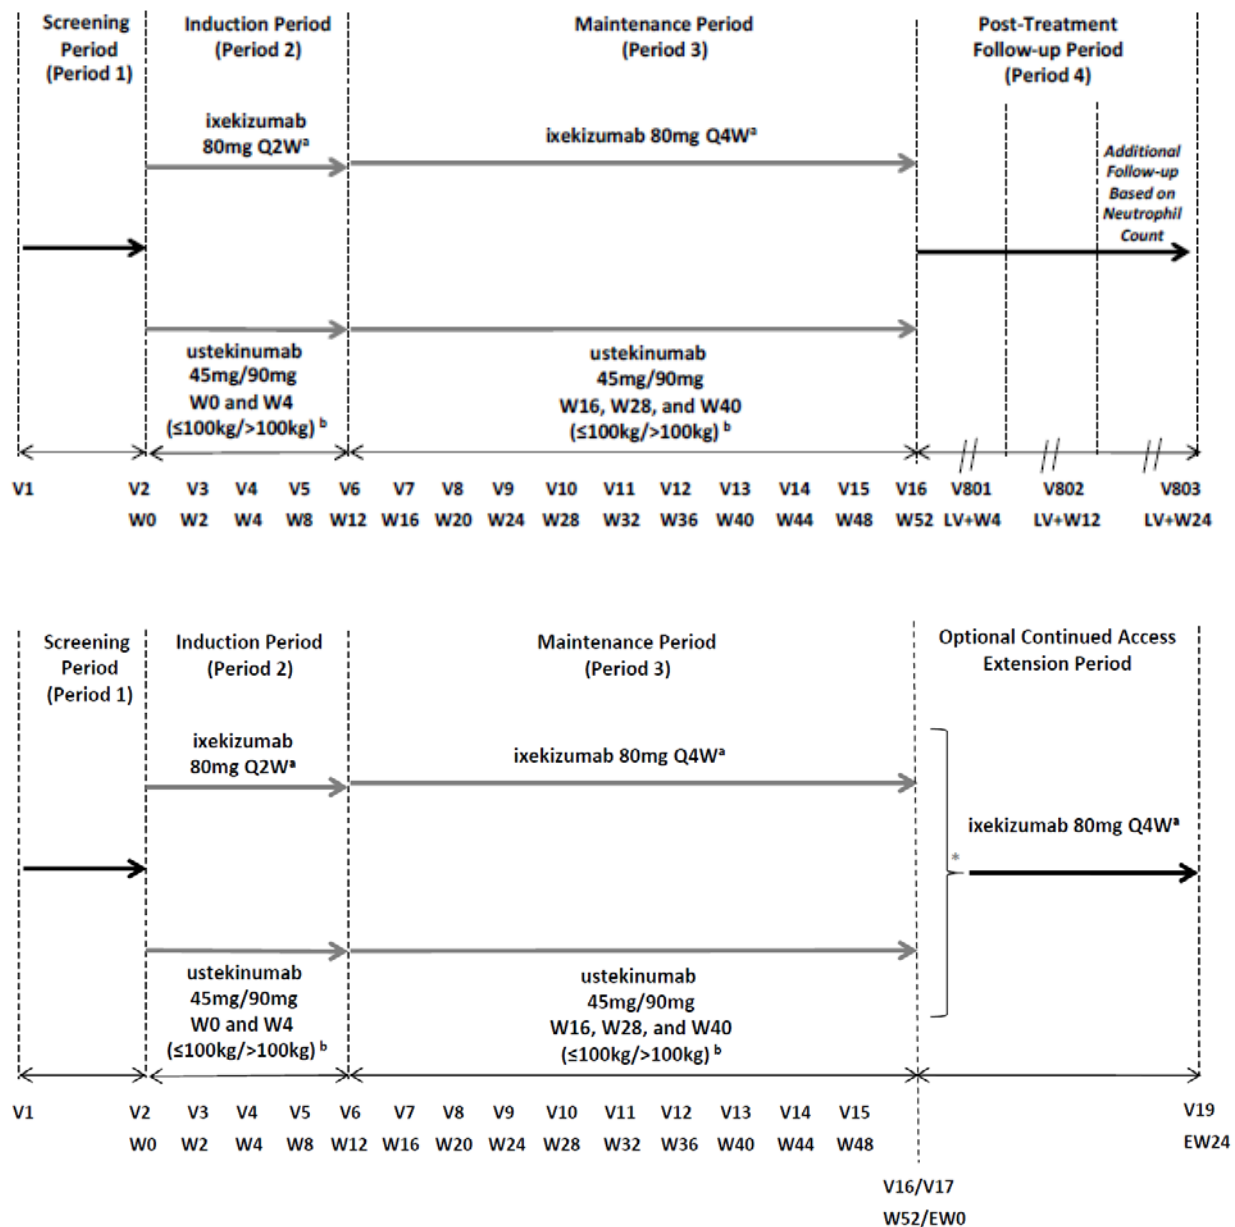 Screening
Period
(Period 1)
Induction Period
(Period 2)
Maintenance Period
(Period 3)
Post-Treatment
Follow-up Period
(Period 4)
ixekizumab
80mg Q2Wᵃ
ixekizumab 80mg Q4Wᵃ
Additional
Follow-up
Based on
Neutrophil
Count
ustekinumab
45mg/90mg
W0 and W4
(≤100kg/>100kg) ᵇ
ustekinumab
45mg/90mg
W16, W28, and W40
(≤100kg/>100kg) ᵇ
V1 V2 V3 V4 V5 V6 V7 V8 V9 V10 V11 V12 V13 V14 V15 V16 V801 V802 V803
W0 W2 W4 W8 W12 W16 W20 W24 W28 W32 W36 W40 W44 W48 W52 LV+W4 LV+W12 LV+W24
Screening
Period
(Period 1)
Induction Period
(Period 2)
Maintenance Period
(Period 3)
Optional Continued Access
Extension Period
ixekizumab
80mg Q2Wᵃ
ixekizumab 80mg Q4Wᵃ
ixekizumab 80mg Q4Wᵃ
*
ustekinumab
45mg/90mg
W0 and W4
(≤100kg/>100kg) ᵇ
ustekinumab
45mg/90mg
W16, W28, and W40
(≤100kg/>100kg) ᵇ
V1 V2 V3 V4 V5 V6 V7 V8 V9 V10 V11 V12 V13 V14 V15 V19
W0 W2 W4 W8 W12 W16 W20 W24 W28 W32 W36 W40 W44 W48 EW24
V16/V17
W52/EW0